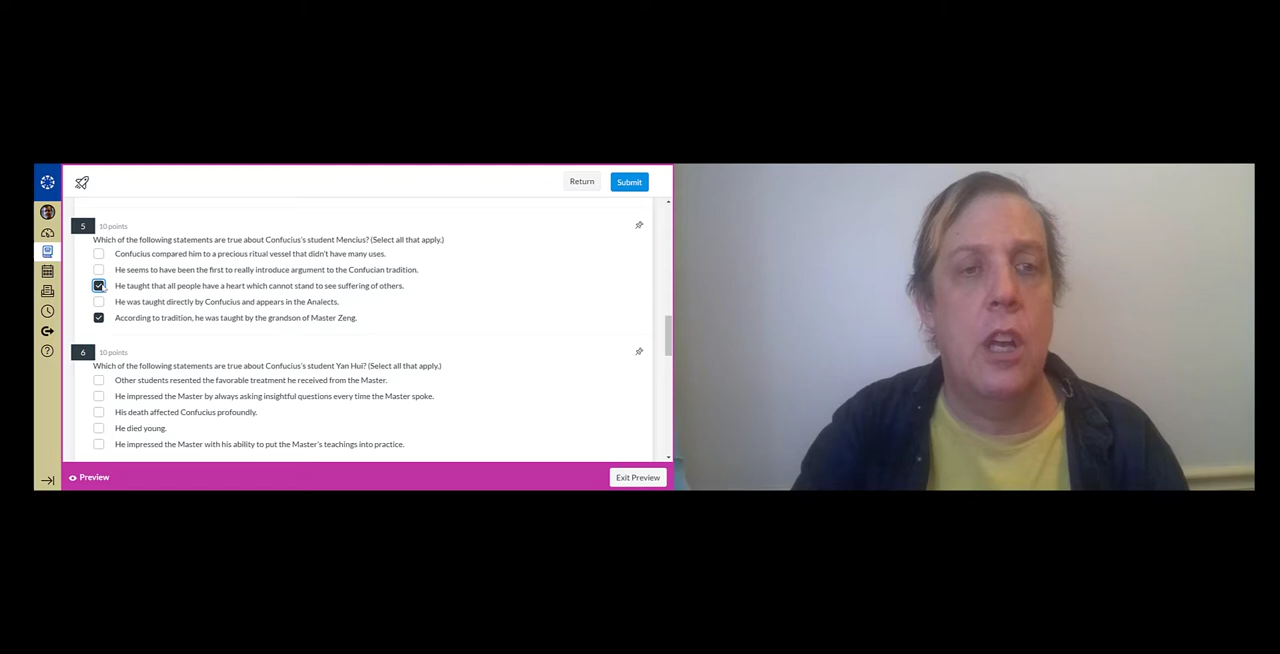 Return
Submit
5
10 points
Which of the following statements are true about Confucius's student Mencius? (Select all that apply.)
Confucius compared him to a precious ritual vessel that didn't have many uses.
He seems to have been the first to really introduce argument to the Confucian tradition.
He taught that all people have a heart which cannot stand to see suffering of others.
He was taught directly by Confucius and appears in the Analects.
According to tradition, he was taught by the grandson of Master Zeng.
6
10 points
Which of the following statements are true about Confucius's student Yan Hui? (Select all that apply.)
Other students resented the favorable treatment he received from the Master.
He impressed the Master by always asking insightful questions every time the Master spoke.
His death affected Confucius profoundly.
He died young.
He impressed the Master with his ability to put the Master's teachings into practice.
Preview
Exit Preview